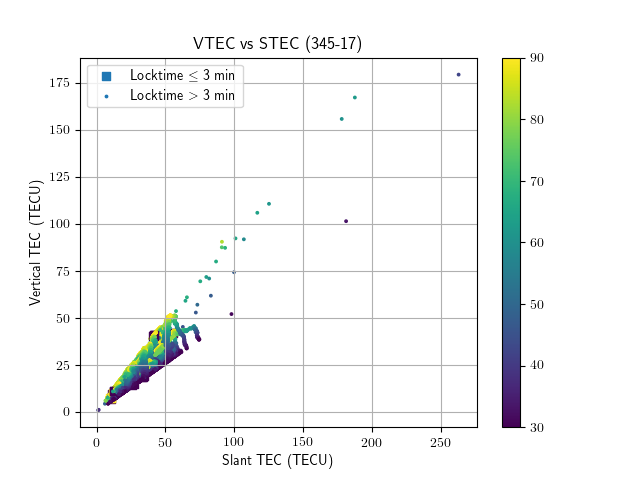 VTEC vs STEC (345-17)
Locktime ≤ 3 min
Locktime > 3 min
Vertical TEC (TECU)
175
150
125
100
75
50
25
0
0 50 100 150 200 250
Slant TEC (TECU)
90
80
70
60
50
40
30